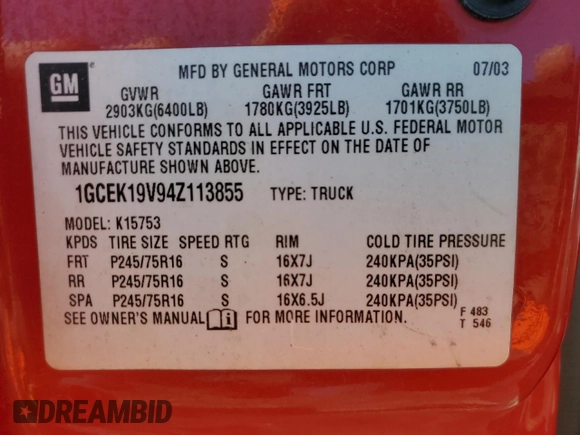 GM
MFD BY GENERAL MOTORS CORP 07/03
GVWR GAWR FRT GAWR RR
2903KG(6400LB) 1780KG(3925LB) 1701KG(3750LB)
THIS VEHICLE CONFORMS TO ALL APPLICABLE U.S. FEDERAL MOTOR
VEHICLE SAFETY STANDARDS IN EFFECT ON THE DATE OF
MANUFACTURE SHOWN ABOVE.
1GCEK19V94Z113855 TYPE: TRUCK
MODEL: K15753
KPDS TIRE SIZE SPEED RTG RIM COLD TIRE PRESSURE
FRT P245/75R16 S 16X7J 240KPA(35PSI)
RR P245/75R16 S 16X7J 240KPA(35PSI)
SPA P245/75R16 S 16X6.5J 240KPA(35PSI)
SEE OWNER'S MANUAL i FOR MORE INFORMATION.
F 483
T 546
DREAMBID